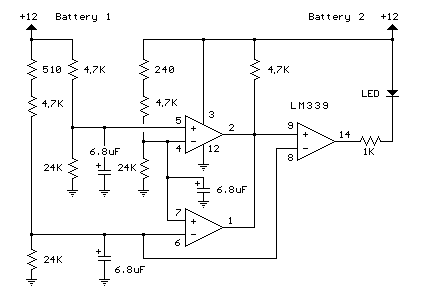 +12 Battery 1 Battery 2 +12
510 4.7K 240 4.7K
LED
4.7K 4.7K LM339
3
5 2 9
14
4 12 8
1K
6.8uF
24K 24K
6.8uF
7
1
6
24K
6.8uF